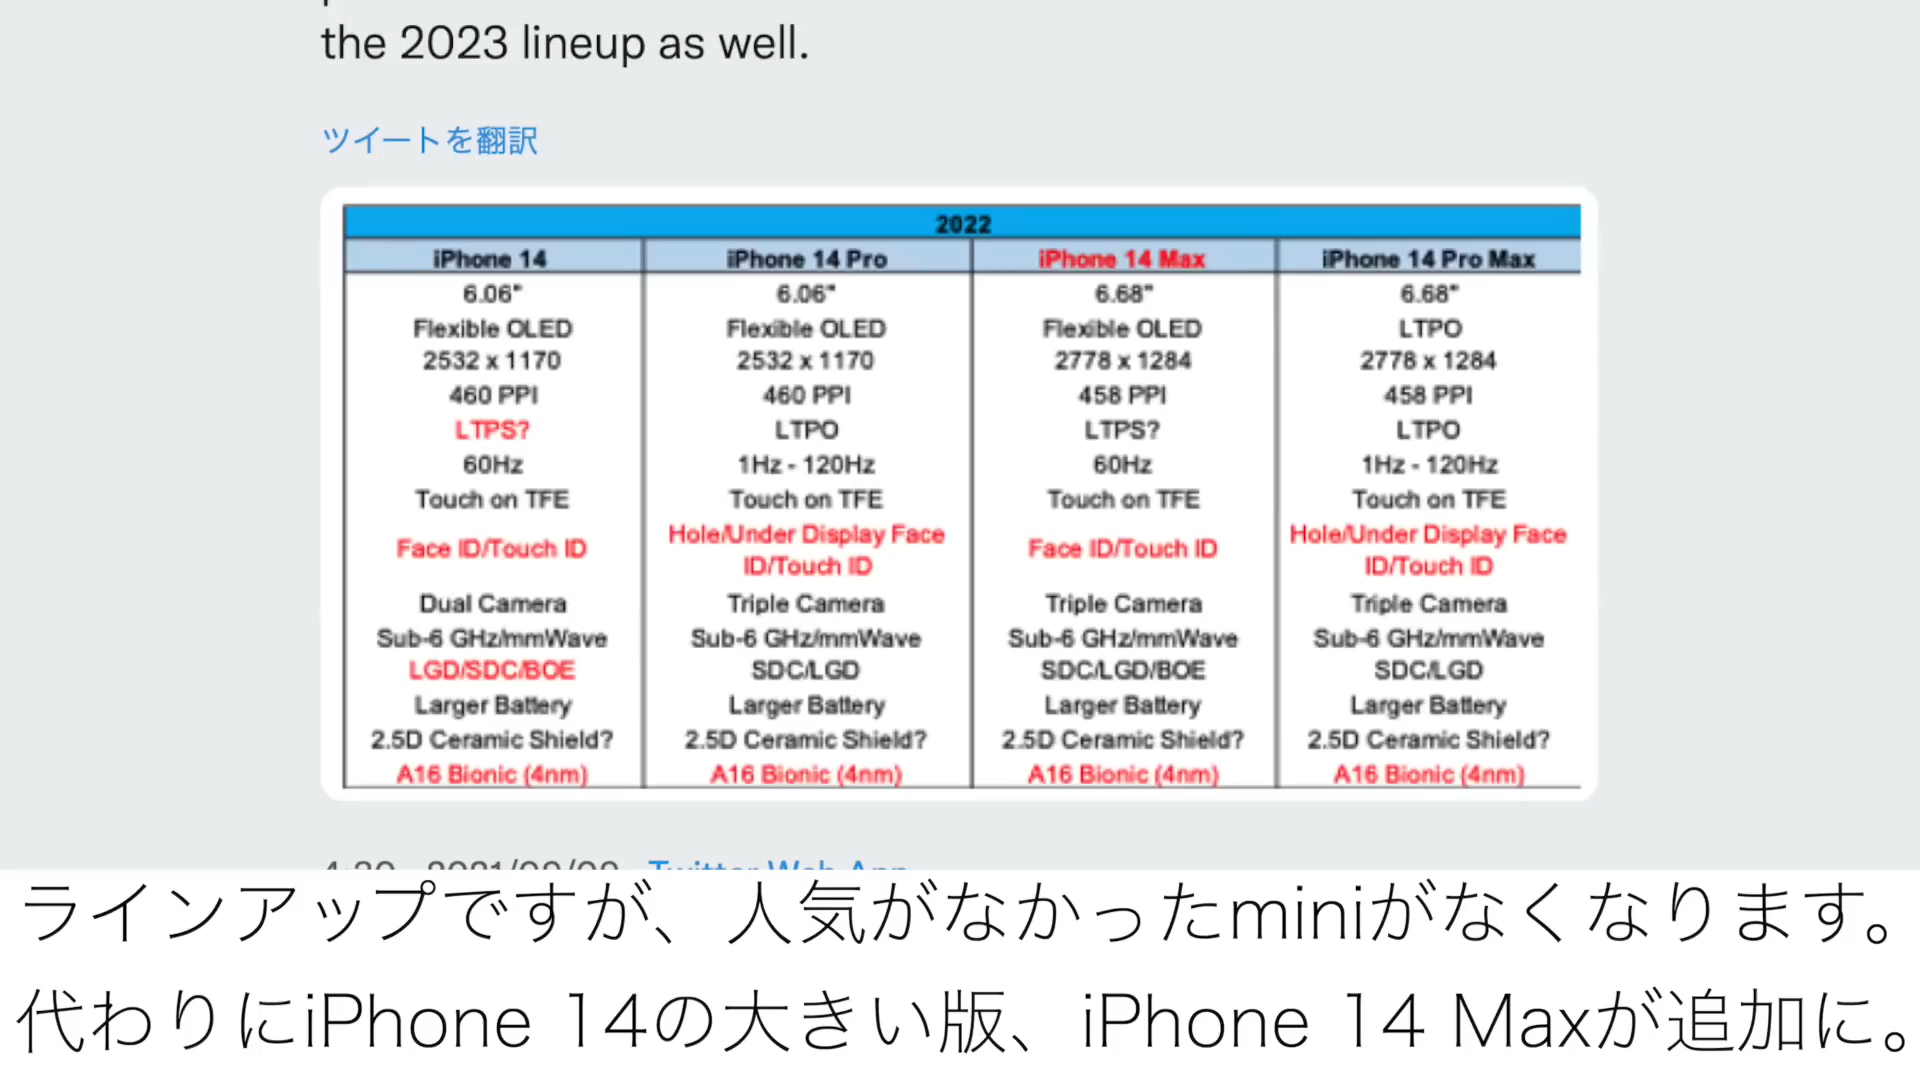 the 2023 lineup as well.
ツイートを翻訳
2022
iPhone 14 iPhone 14 Pro iPhone 14 Max iPhone 14 Pro Max
6.06" 6.06" 6.68" 6.68"
Flexible OLED Flexible OLED Flexible OLED LTPO
2532 x 1170 2532 x 1170 2778 x 1284 2778 x 1284
460 PPI 460 PPI 458 PPI 458 PPI
LTPS? LTPO LTPS? LTPO
60Hz 1Hz - 120Hz 60Hz 1Hz - 120Hz
Touch on TFE Touch on TFE Touch on TFE Touch on TFE
Face ID/Touch ID Hole/Under Display Face ID/Touch ID Face ID/Touch ID Hole/Under Display Face ID/Touch ID
Dual Camera Triple Camera Triple Camera Triple Camera
Sub-6 GHz/mmWave Sub-6 GHz/mmWave Sub-6 GHz/mmWave Sub-6 GHz/mmWave
LGD/SDC/BOE SDC/LGD SDC/LGD/BOE SDC/LGD
Larger Battery Larger Battery Larger Battery Larger Battery
2.5D Ceramic Shield? 2.5D Ceramic Shield? 2.5D Ceramic Shield? 2.5D Ceramic Shield?
A16 Bionic (4nm) A16 Bionic (4nm) A16 Bionic (4nm) A16 Bionic (4nm)
Twitter Web App
ラインアップですが、人気がなかったminiがなくなります。
代わりにiPhone 14の大きい版、iPhone 14 Maxが追加に。